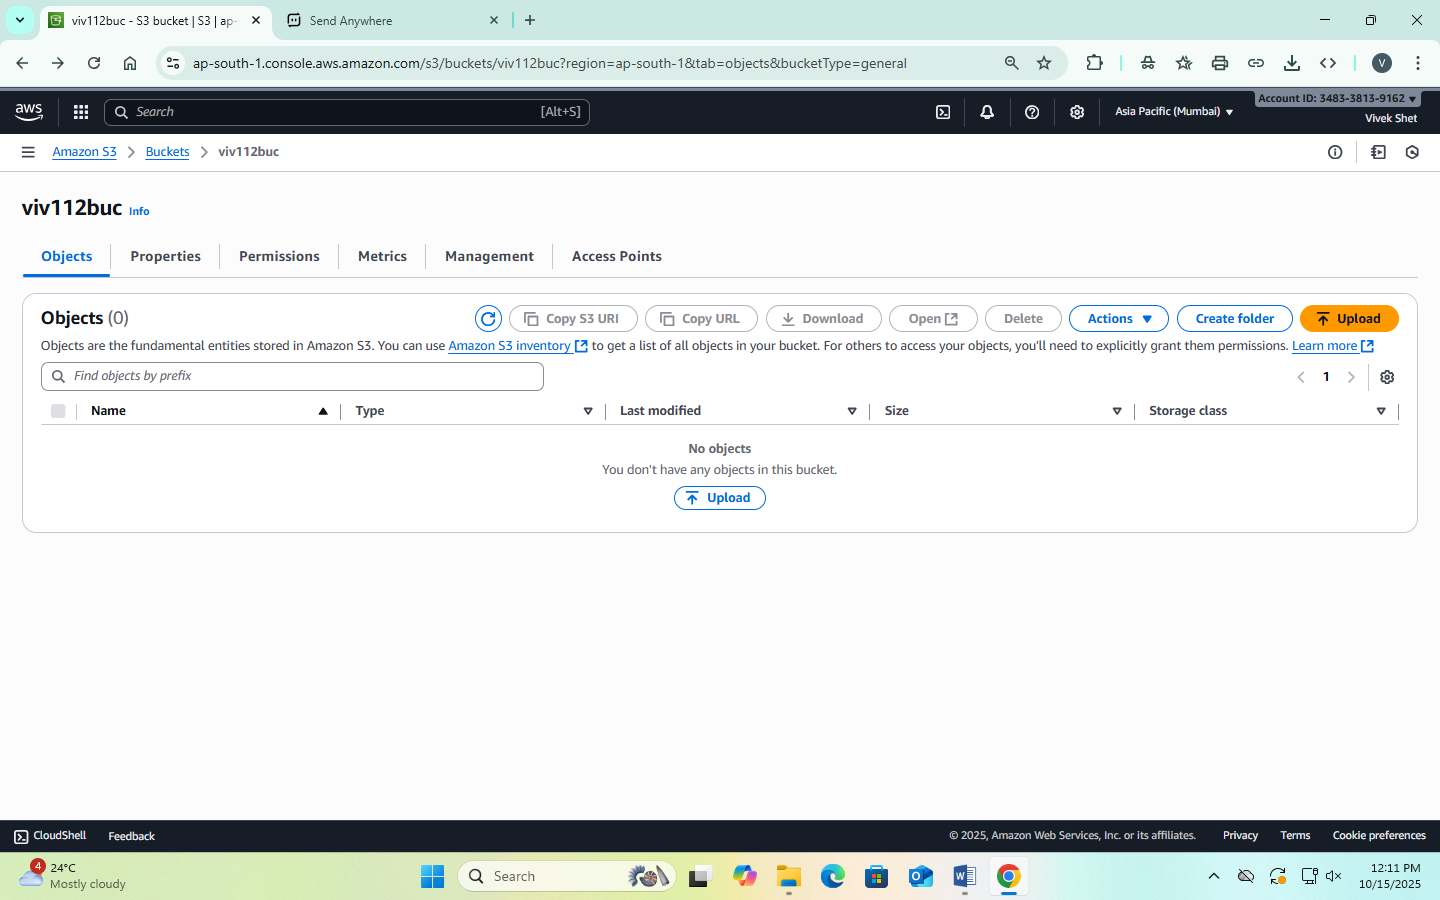 viv112buc - S3 bucket | S3 | ap-
Send Anywhere
ap-south-1.console.aws.amazon.com/s3/buckets/viv112buc?region=ap-south-1&tab=objects&bucketType=general
V
aws
Search
[Alt+S]
Asia Pacific (Mumbai)
Account ID: 3483-3813-9162
Vivek Shet
Amazon S3
Buckets
viv112buc
viv112buc Info
Objects
Properties
Permissions
Metrics
Management
Access Points
Objects (0)
Copy S3 URI
Copy URL
Download
Open
Delete
Actions
Create folder
Upload
Objects are the fundamental entities stored in Amazon S3. You can use Amazon S3 inventory to get a list of all objects in your bucket. For others to access your objects, you'll need to explicitly grant them permissions. Learn more
Find objects by prefix
1
Name
Type
Last modified
Size
Storage class
No objects
You don't have any objects in this bucket.
Upload
CloudShell
Feedback
© 2025, Amazon Web Services, Inc. or its affiliates.
Privacy
Terms
Cookie preferences
4
24°C
Mostly cloudy
Search
12:11 PM
10/15/2025